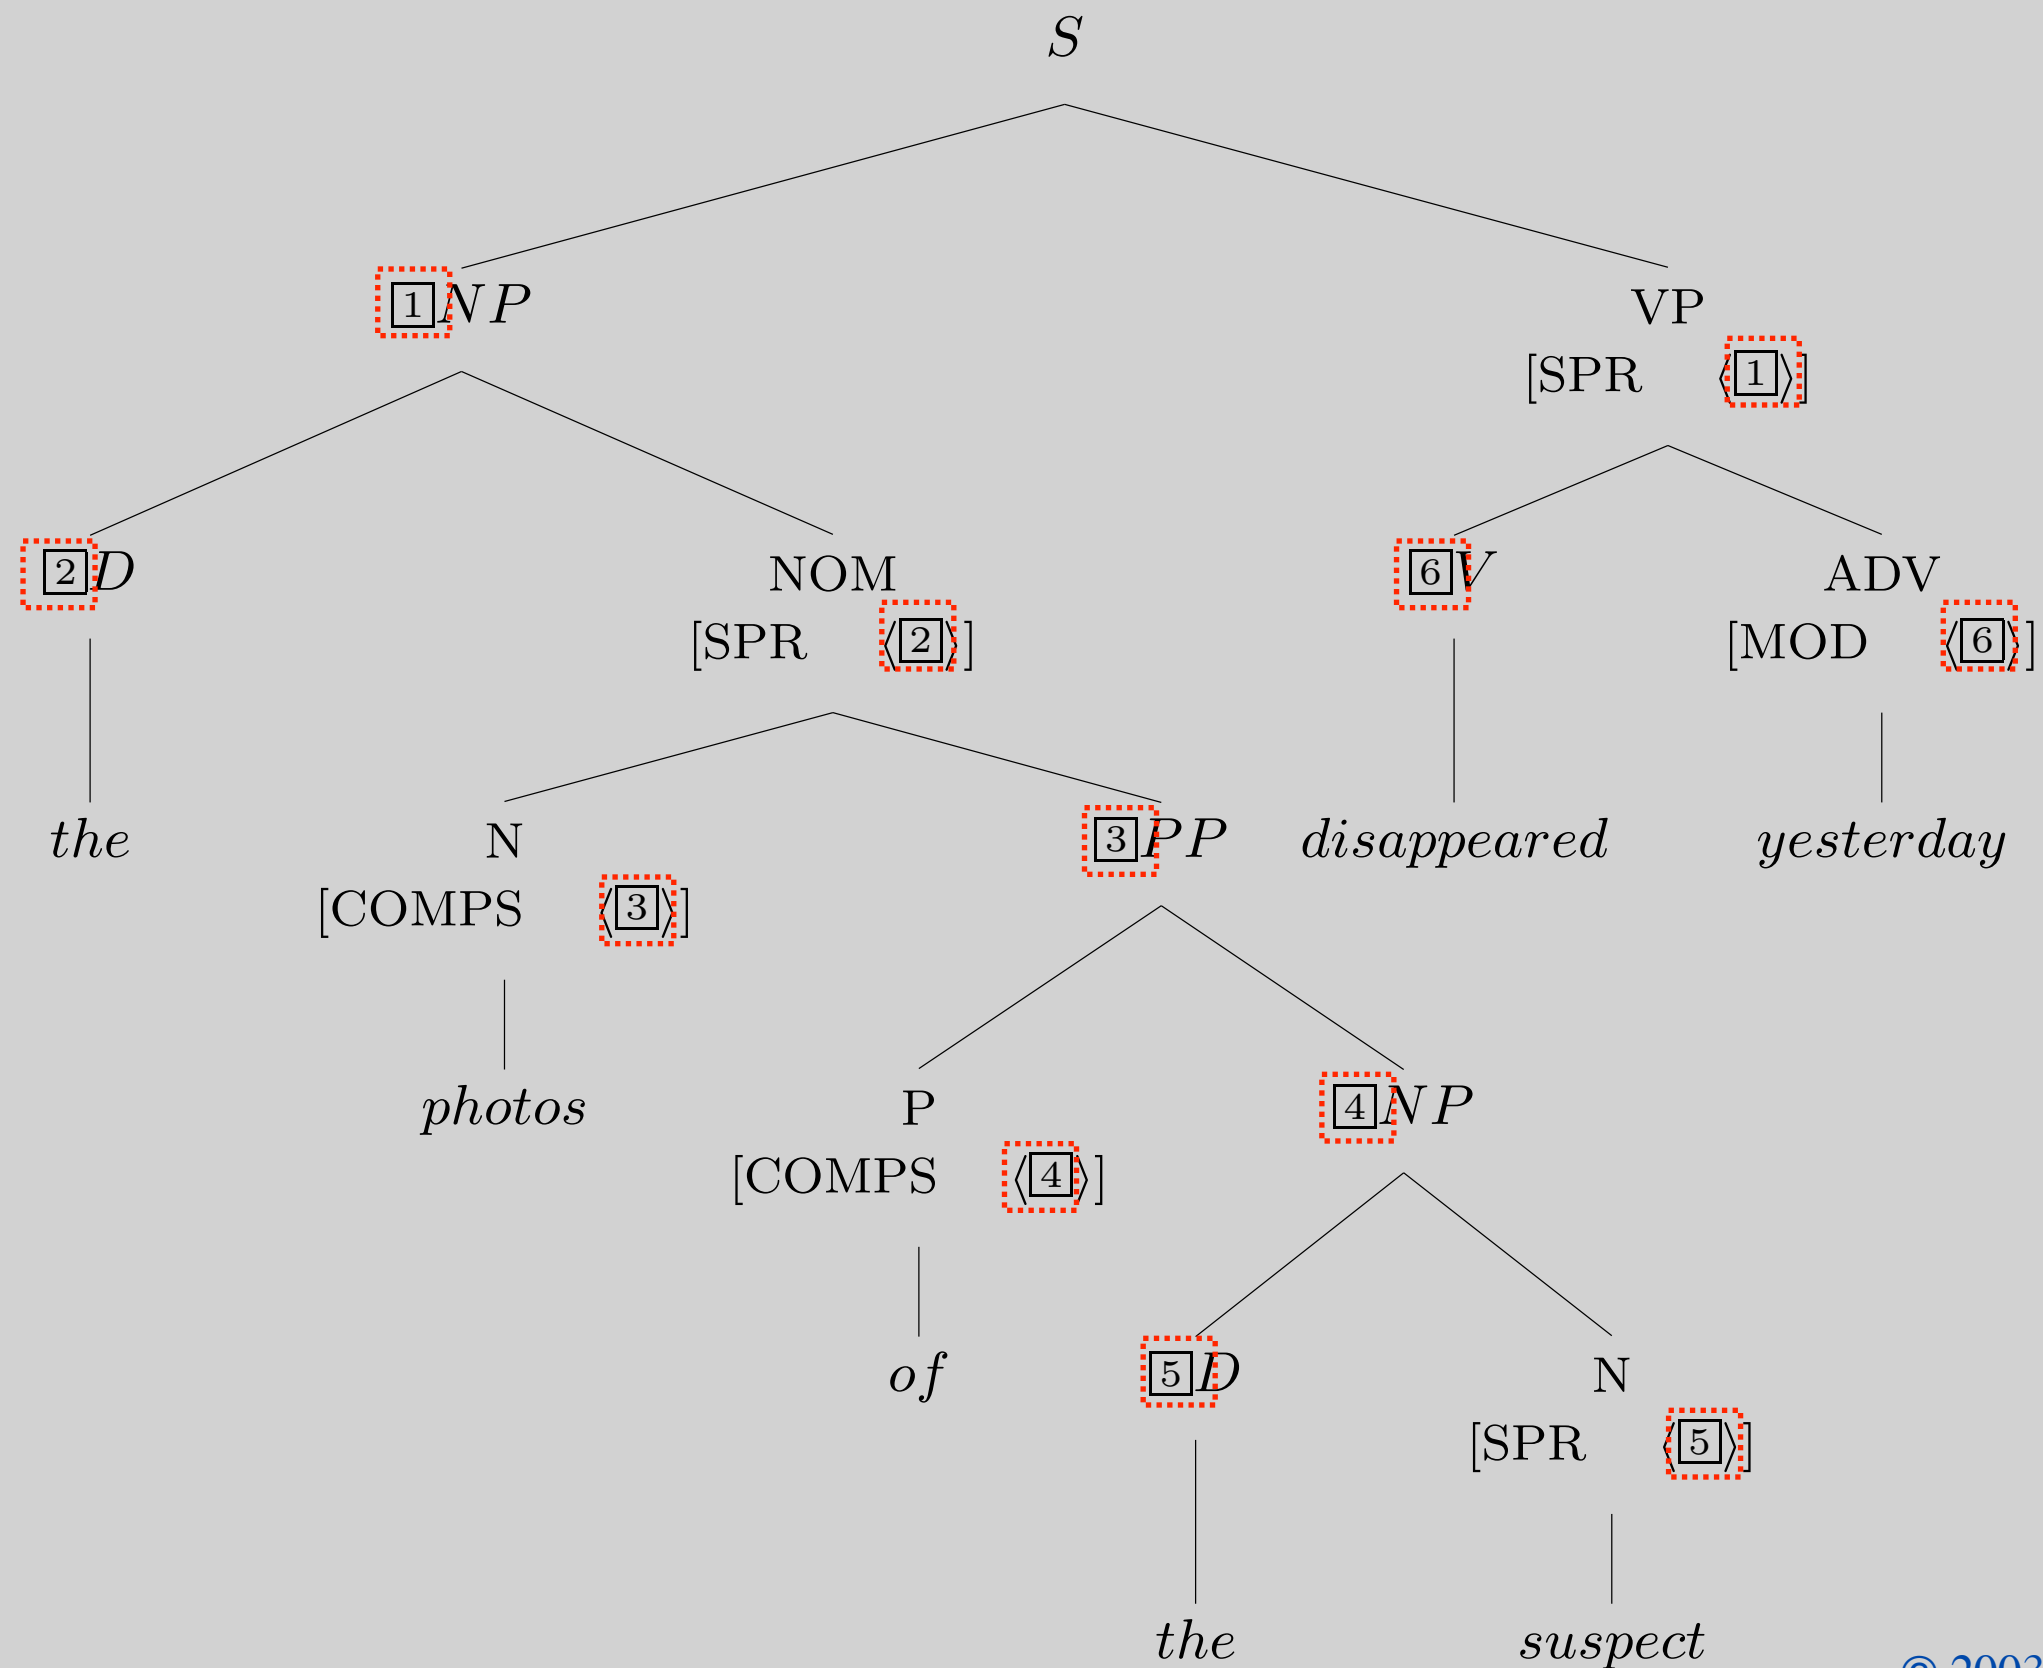 S
1 NP VP
[SPR ⟨1⟩]
2 D NOM 6 V ADV
[SPR ⟨2⟩] [MOD ⟨6⟩]
the N 3 PP disappeared yesterday
[COMPS ⟨3⟩]
photos P 4 NP
[COMPS ⟨4⟩]
of 5 D N
[SPR ⟨5⟩]
the suspect
© 2003